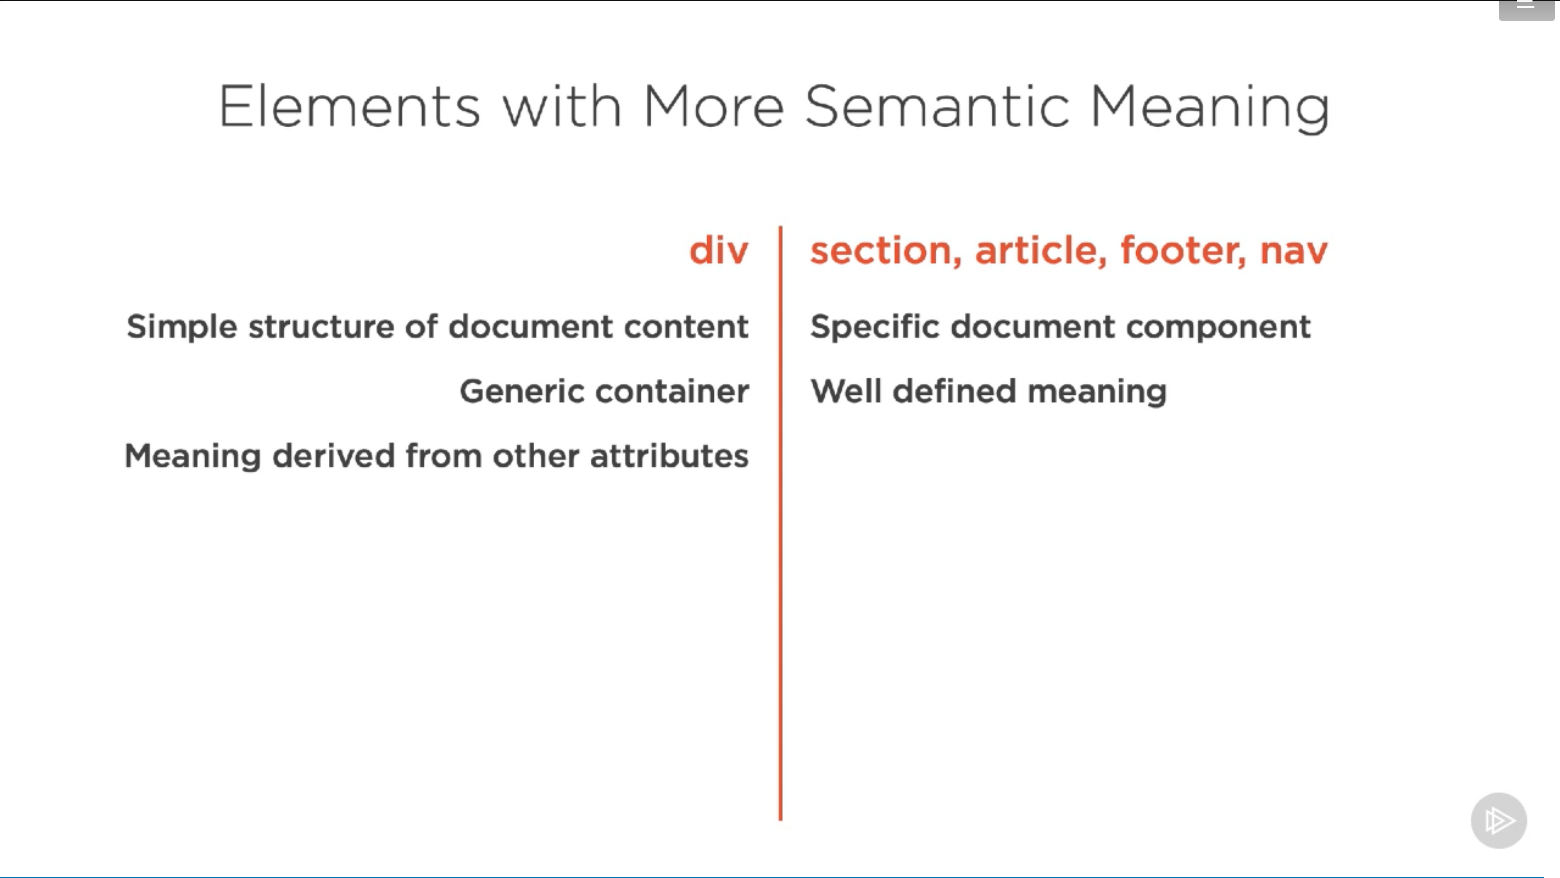 Elements with More Semantic Meaning
div
Simple structure of document content
Generic container
Meaning derived from other attributes
section, article, footer, nav
Specific document component
Well defined meaning